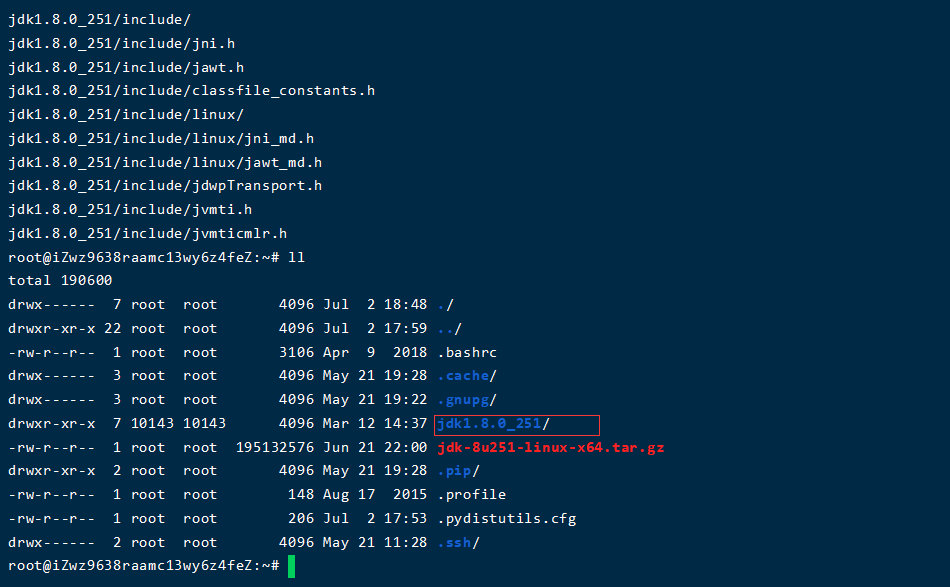 jdk1.8.0_251/include/
jdk1.8.0_251/include/jni.h
jdk1.8.0_251/include/jawt.h
jdk1.8.0_251/include/classfile_constants.h
jdk1.8.0_251/include/linux/
jdk1.8.0_251/include/linux/jni_md.h
jdk1.8.0_251/include/linux/jawt_md.h
jdk1.8.0_251/include/jdwpTransport.h
jdk1.8.0_251/include/jvmti.h
jdk1.8.0_251/include/jvmticmlr.h
root@iZwz9638raamc13wy6z4feZ:~# ll
total 190600
drwx------  7 root  root       4096 Jul  2 18:48 ./
drwxr-xr-x 22 root  root       4096 Jul  2 17:59 ../
-rw-r--r--  1 root  root       3106 Apr  9  2018 .bashrc
drwx------  3 root  root       4096 May 21 19:28 .cache/
drwx------  3 root  root       4096 May 21 19:22 .gnupg/
drwxr-xr-x  7 10143 10143      4096 Mar 12 14:37 jdk1.8.0_251/
-rw-r--r--  1 root  root  195132576 Jun 21 22:00 jdk-8u251-linux-x64.tar.gz
drwxr-xr-x  2 root  root       4096 May 21 19:28 .pip/
-rw-r--r--  1 root  root        148 Aug 17  2015 .profile
-rw-r--r--  1 root  root        206 Jul  2 17:53 .pydistutils.cfg
drwx------  2 root  root       4096 May 21 11:28 .ssh/
root@iZwz9638raamc13wy6z4feZ:~#